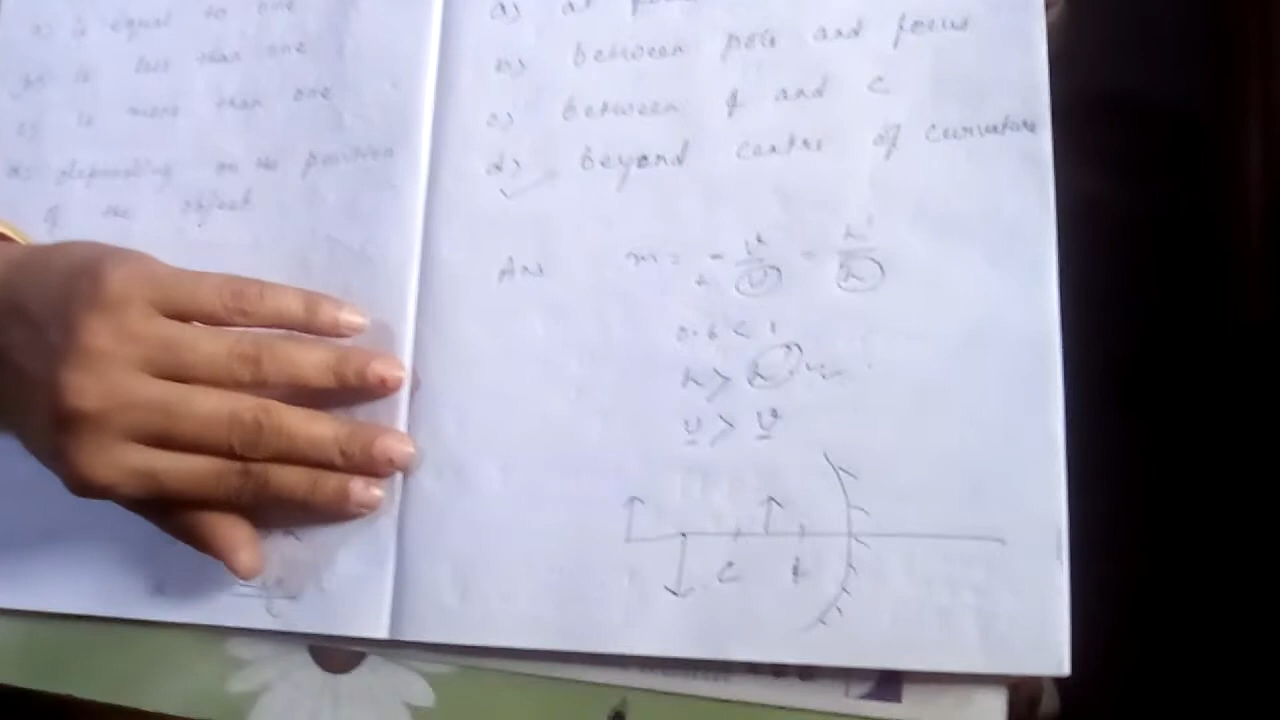 is equal to one
is less than one
c) is more than one
d) depending on the position
of the object
a) at
b) between pole and focus
c) between f and c
d) beyond centre of curvature
Ans m = - v/u = h'/h
0.6 < 1
h > h'
u > v
c f